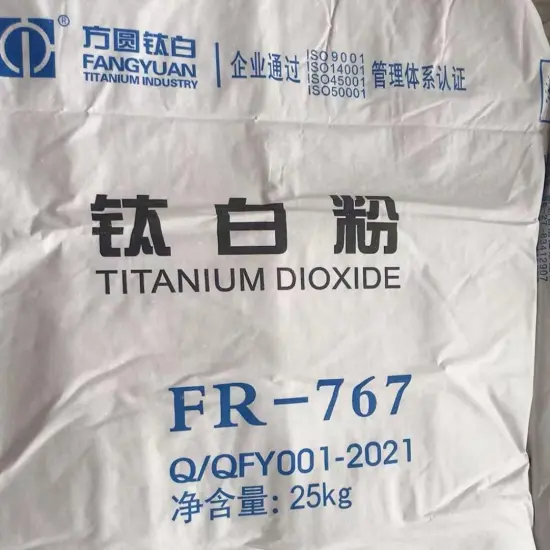 ®
方圆钛白
FANGYUAN
TITANIUM INDUSTRY
企业通过
ISO9001
ISO14001
ISO45001
ISO50001
管理体系认证
钛白粉
TITANIUM DIOXIDE
FR-767
Q/QFY001-2021
净含量: 25kg